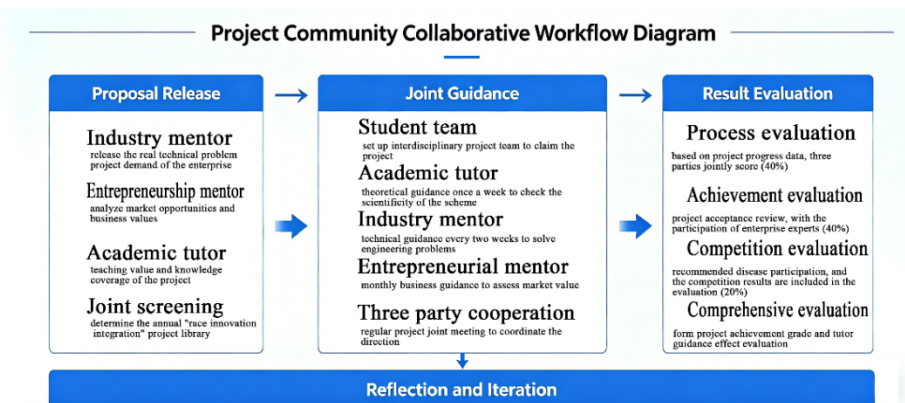 Project Community Collaborative Workflow Diagram
Proposal Release
Industry mentor
release the real technical problem
project demand of the enterprise
Entrepreneurship mentor
analyze market opportunities and
business values
Academic tutor
teaching value and knowledge
coverage of the project
Joint screening
determine the annual "race innovation
integration" project library
Joint Guidance
Student team
set up interdisciplinary project team to claim the
project
Academic tutor
theoretical guidance once a week to check the
scientificity of the scheme
Industry mentor
technical guidance every two weeks to solve
engineering problems
Entrepreneurial mentor
monthly business guidance to assess market value
Three party cooperation
regular project joint meeting to coordinate the
direction
Result Evaluation
Process evaluation
based on project progress data, three
parties jointly score (40%)
Achievement evaluation
project acceptance review, with the
participation of enterprise experts (40%)
Competition evaluation
recommended disease participation, and
the competition results are included in the
evaluation (20%)
Comprehensive evaluation
form project achievement grade and tutor
guidance effect evaluation
Reflection and Iteration